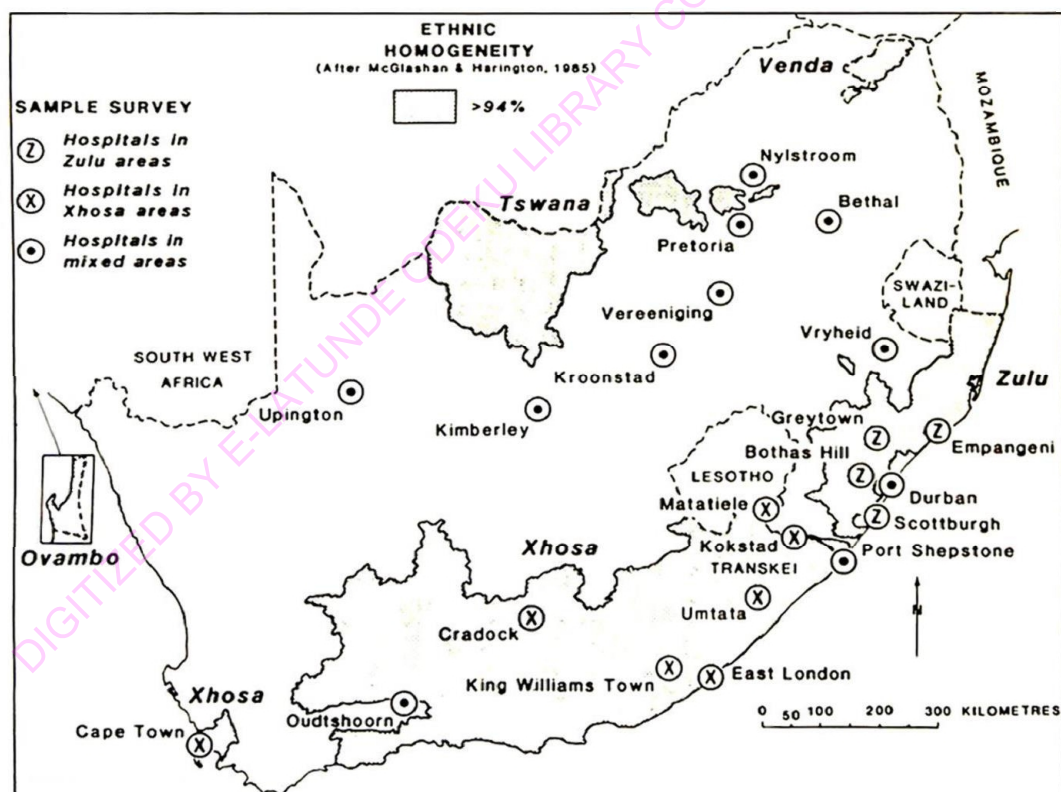 ETHNIC
HOMOGENEITY
(After McGlashan & Harington, 1985)
>94%
SAMPLE SURVEY
Z Hospitals in
Zulu areas
X Hospitals in
Xhosa areas
Hospitals in
mixed areas
Venda
MOZAMBIQUE
Nylstroom
Tswana
Bethal
Pretoria
SWAZI-
LAND
Vereeniging
Vryheid
SOUTH WEST
AFRICA
Kroonstad
Zulu
Upington
Kimberley
Greytown
Z
Z
Empangeni
Bothas Hill
Z
LESOTHO
Durban
Matatiele
X
Z
Scottburgh
Ovambo
Xhosa
Kokstad
X
Port Shepstone
TRANSKEI
N
Umtata
X
Cradock
X
King Williams Town
X
X
East London
Xhosa
Oudtshoorn
Cape Town
X
0 50 100 200 300 KILOMETRES
DIGITIZED BY E-LATUNDE ODEKU LIBRARY CO